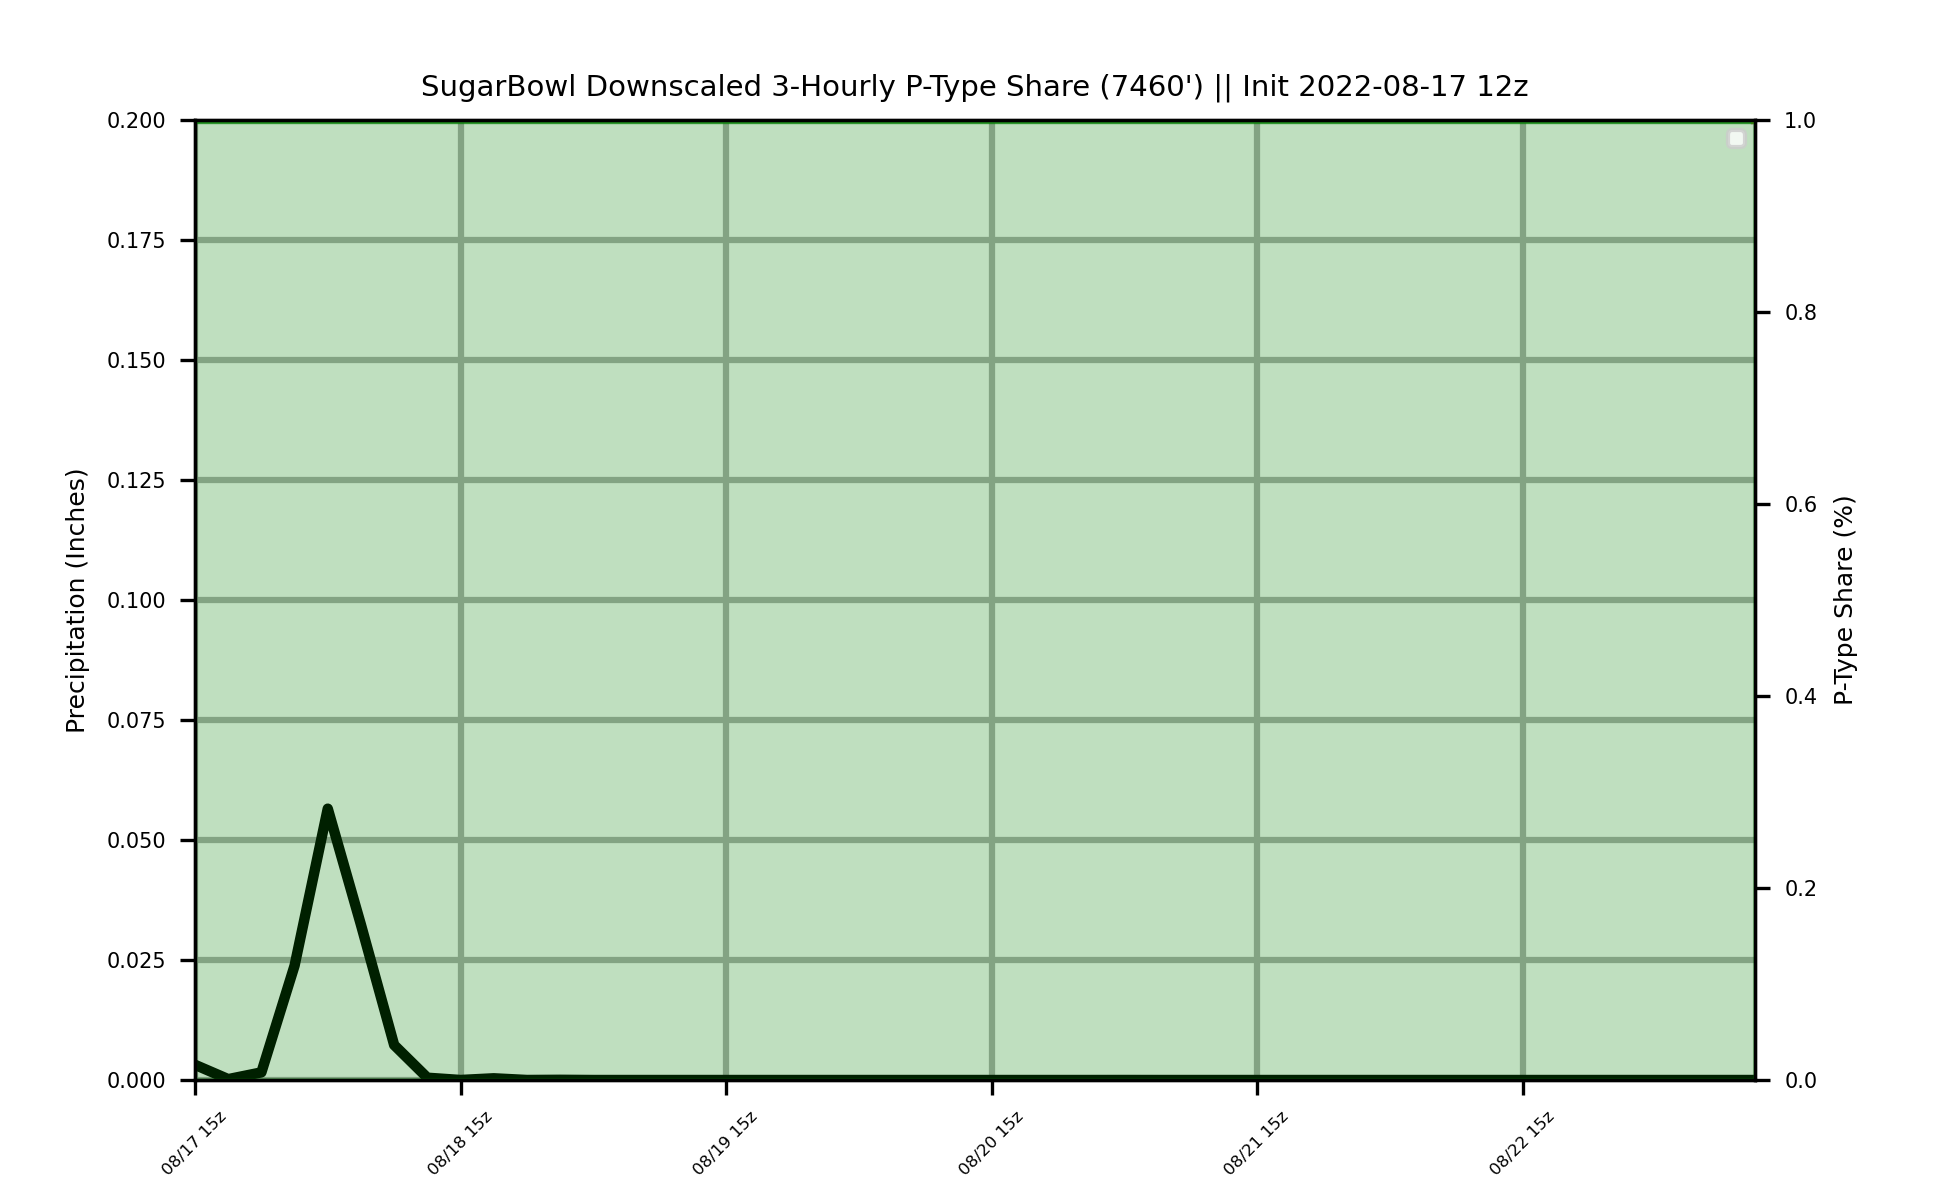 SugarBowl Downscaled 3-Hourly P-Type Share (7460') || Init 2022-08-17 12z
0.200
0.175
0.150
0.125
0.100
0.075
0.050
0.025
0.000
Precipitation (Inches)
1.0
0.8
0.6
0.4
0.2
0.0
P-Type Share (%)
08/17 15z
08/18 15z
08/19 15z
08/20 15z
08/21 15z
08/22 15z